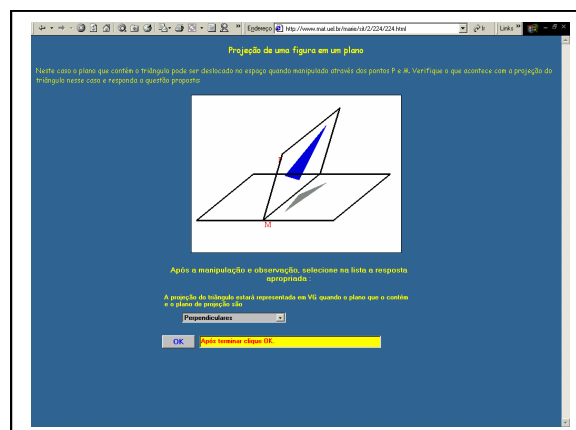 Endereço http://www.mat.uel.br/marie/sit/2/224/224.html Ir Links
Projeção de uma figura em um plano
Neste caso o plano que contém o triângulo pode ser deslocado no espaço quando manipulado através dos pontos P e M. Verifique o que acontece com a projeção do
triângulo nesse caso e responda a questão proposta:
P
M
Após a manipulação e observação, selecione na lista a resposta
apropriada :
A projeção do triângulo estará representada em VG quando o plano que o contém
e o plano de projeção são
Perpendiculares
OK Após terminar clique OK.